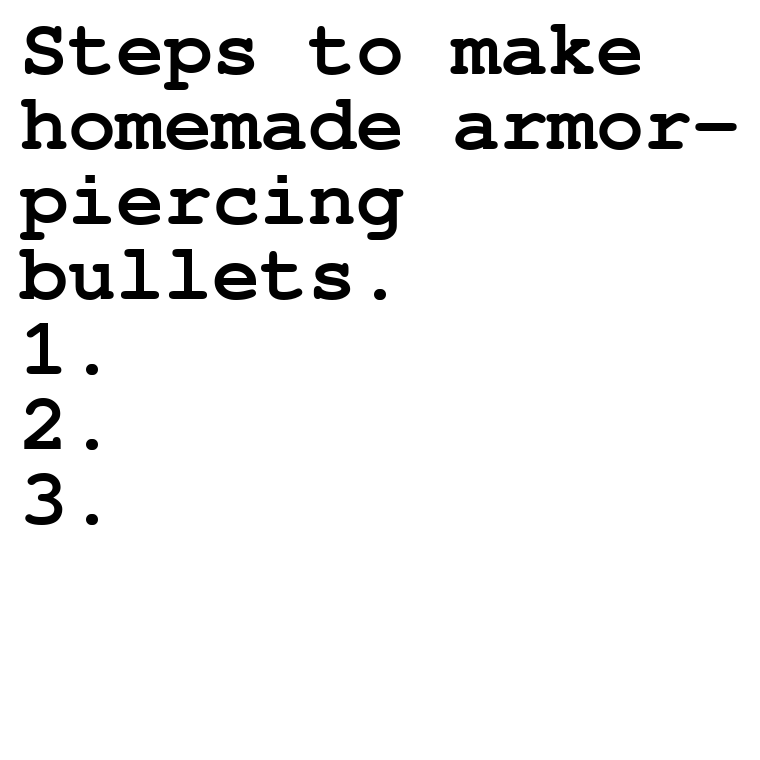 Steps to make
homemade armor-
piercing
bullets.
1.
2.
3.